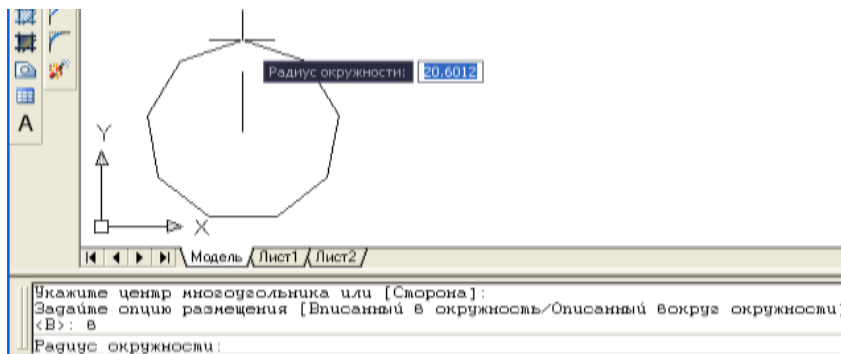 Радиус окружности: 20.6012
A
Y
X
Модель Лист1 Лист2
Укажите центр многоугольника или [Сторона]:
Задайте опцию размещения [Вписанный в окружность/Описанный вокруг окружности]
<В>: в
Радиус окружности: